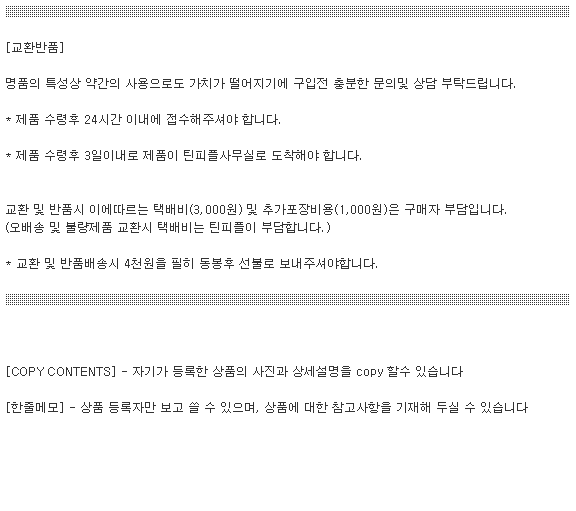 [교환반품]
명품의 특성상 약간의 사용으로도 가치가 떨어지기에 구입전 충분한 문의및 상담 부탁드립니다.
* 제품 수령후 24시간 이내에 접수해주셔야 합니다.
* 제품 수령후 3일이내로 제품이 틴피플사무실로 도착해야 합니다.
교환 및 반품시 이에따르는 택배비(3,000원) 및 추가포장비용(1,000원)은 구매자 부담입니다.
(오배송 및 불량제품 교환시 택배비는 틴피플이 부담합니다.)
* 교환 및 반품배송시 4천원을 필히 동봉후 선불로 보내주셔야합니다.
[COPY CONTENTS] - 자기가 등록한 상품의 사진과 상세설명을 copy 할수 있습니다
[한줄메모] - 상품 등록자만 보고 쓸 수 있으며, 상품에 대한 참고사항을 기재해 두실 수 있습니다